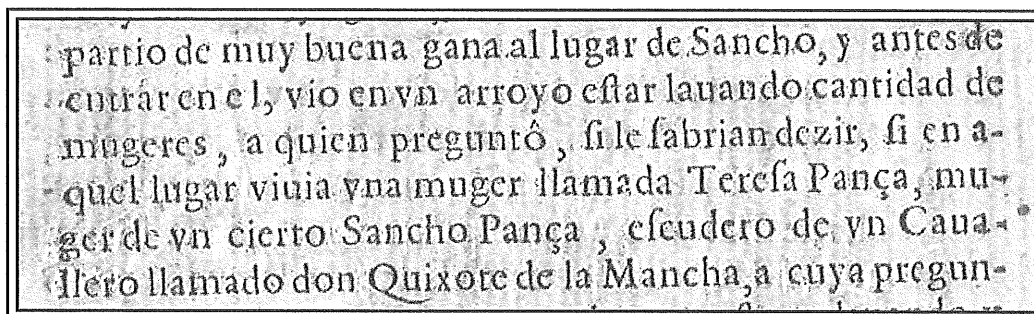 partio de muy buena gana al lugar de Sancho, y antes de
entrar en el, vio en vn arroyo eſtar lauando cantidad de
mugeres, a quien preguntô, ſi le ſabrian dezir, ſi en a-
quel lugar viuia vna muger llamada Tereſa Pança, mu-
ger de vn cierto Sancho Pança, eſcudero de vn Caua-
llero llamado don Quixote de la Mancha, a cuya pregun-